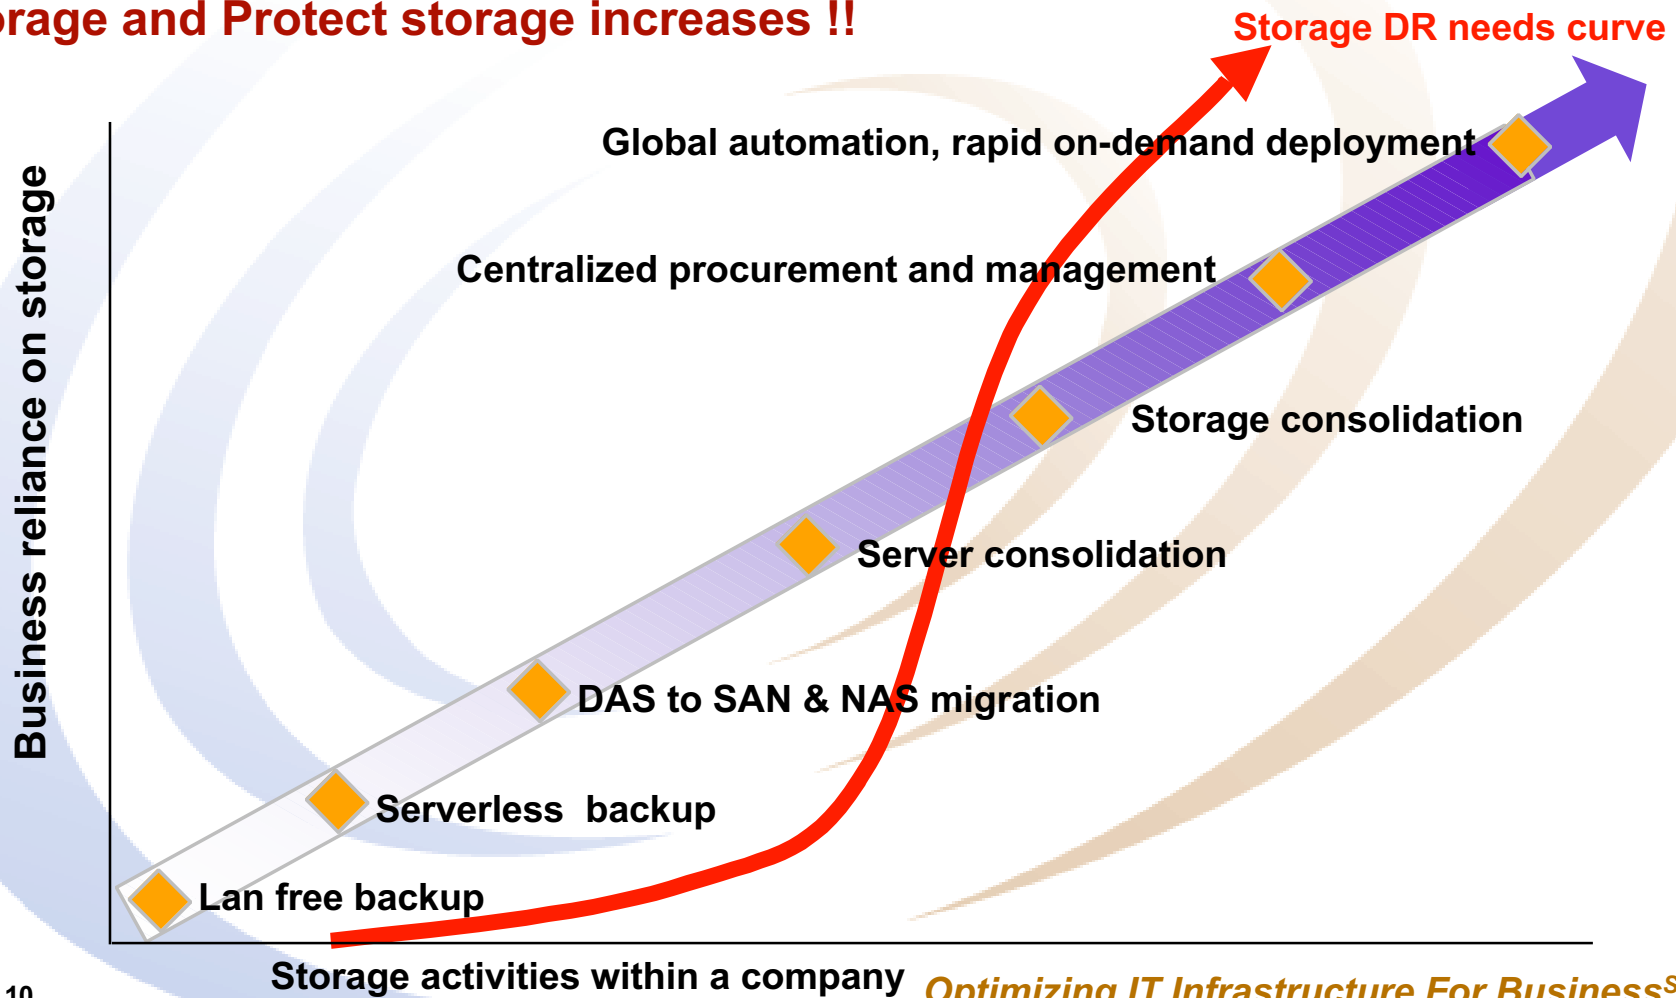 orage and Protect storage increases !!
Storage DR needs curve
Global automation, rapid on-demand deployment
Centralized procurement and management
Storage consolidation
Server consolidation
DAS to SAN & NAS migration
Serverless  backup
Lan free backup
Business reliance on storage
Storage activities within a company
10
Optimizing IT Infrastructure For Business